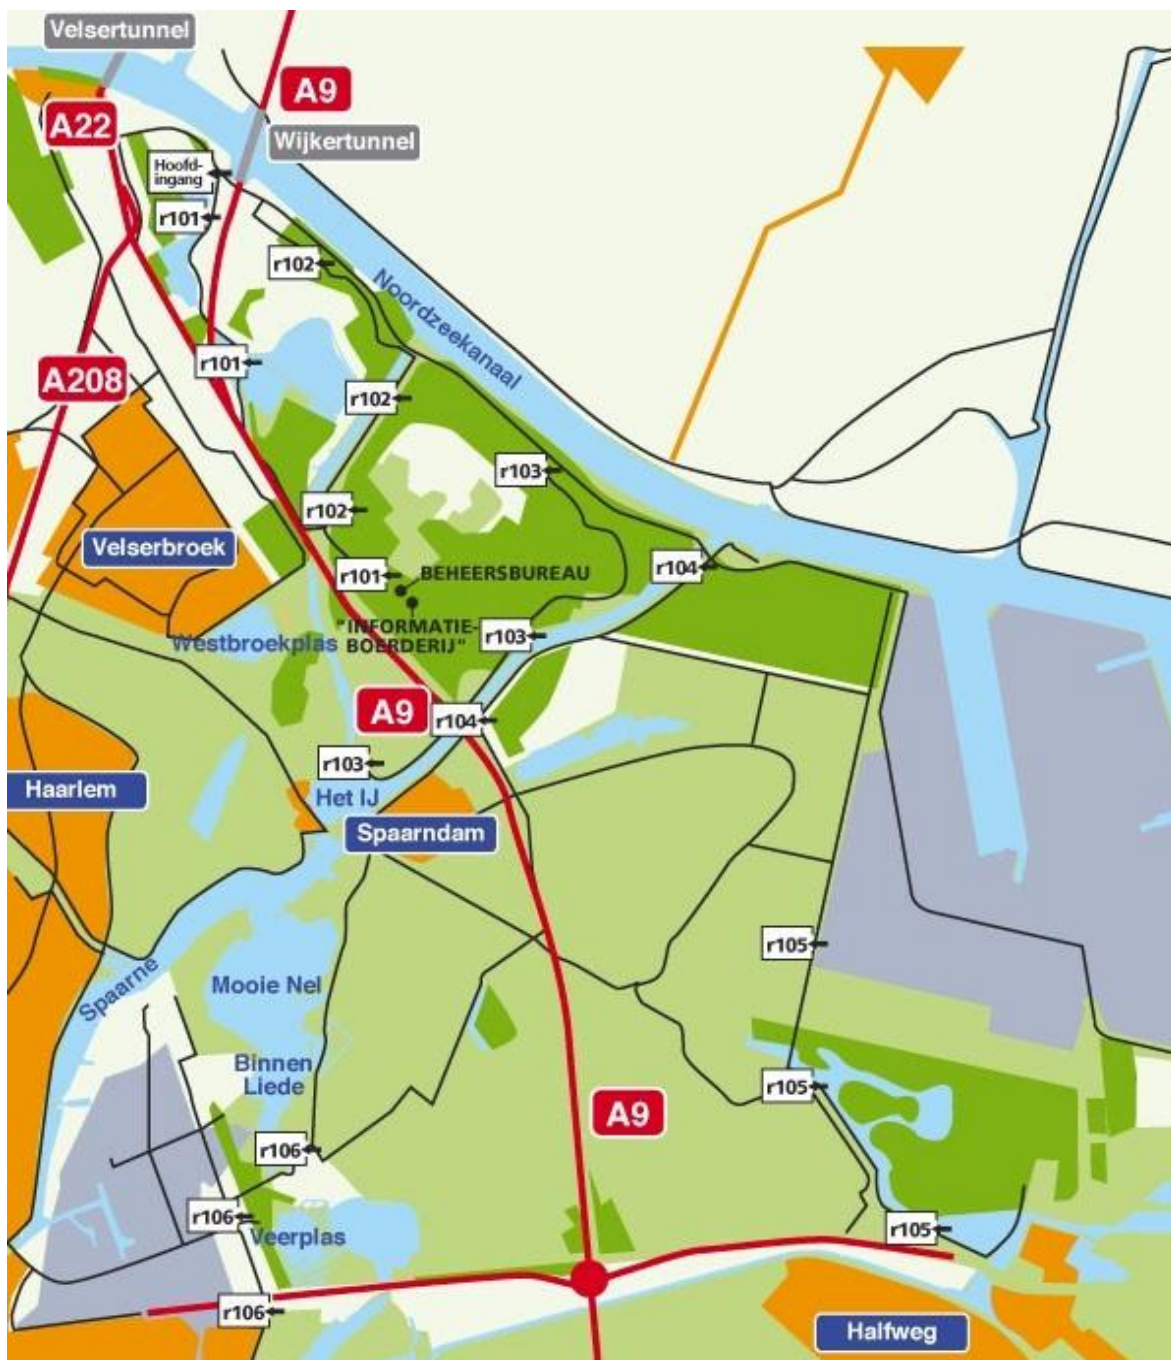 Velsertunnel
A9
A22
Wijkertunnel
Hoofd-
ingang
r101
r102
Noordzeekanaal
r101
A208
r102
r103
r102
Velserbroek
r104
r101
BEHEERSBUREAU
"INFORMATIE-
BOERDERIJ"
r103
Westbroekplas
A9
r104
r103
Haarlem
Het IJ
Spaarndam
r105
Spaarne
Mooie Nel
Binnen
Liede
r105
A9
r106
r106
Veerplas
r105
r106
Halfweg